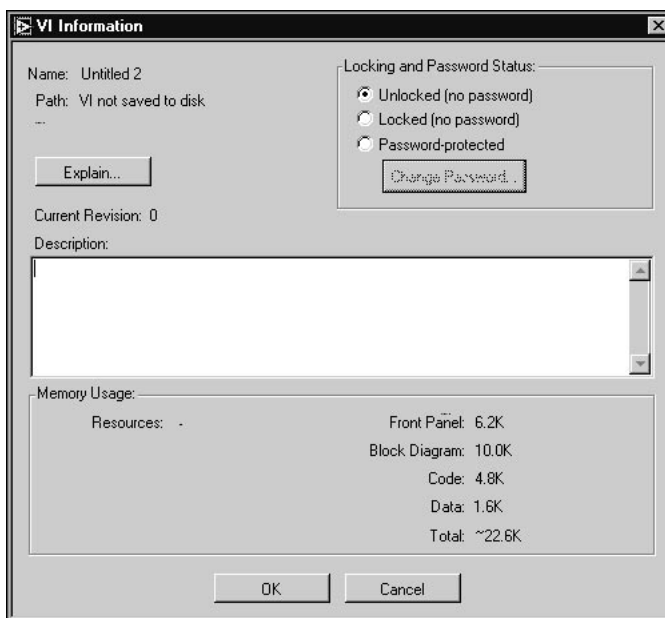 VI Information
Name: Untitled 2
Path: VI not saved to disk
Explain...
Current Revision: 0
Locking and Password Status:
Unlocked (no password)
Locked (no password)
Password-protected
Change Password...
Description:
Memory Usage:
Resources: -
Front Panel: 6.2K
Block Diagram: 10.0K
Code: 4.8K
Data: 1.6K
Total: ~22.6K
OK
Cancel